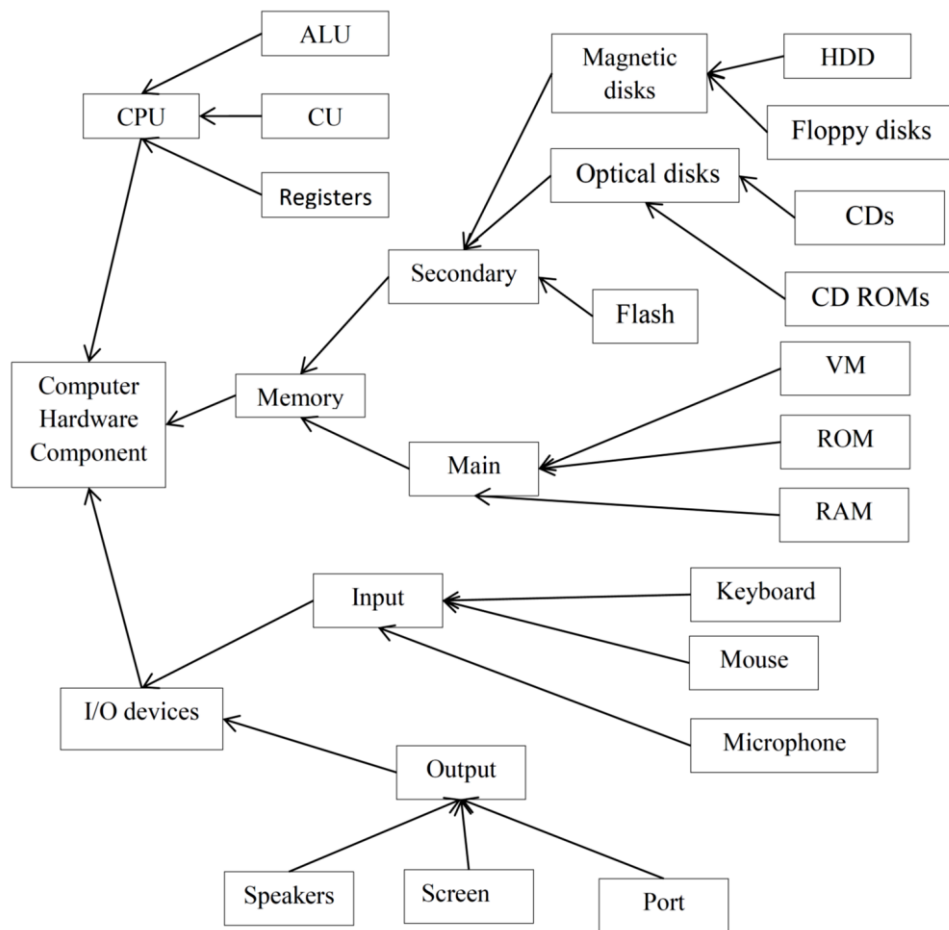 ALU
CPU
CU
Registers
Magnetic
disks
HDD
Floppy disks
Optical disks
CDs
CD ROMs
Secondary
Flash
Computer
Hardware
Component
Memory
Main
VM
ROM
RAM
Input
Keyboard
Mouse
Microphone
I/O devices
Output
Speakers
Screen
Port